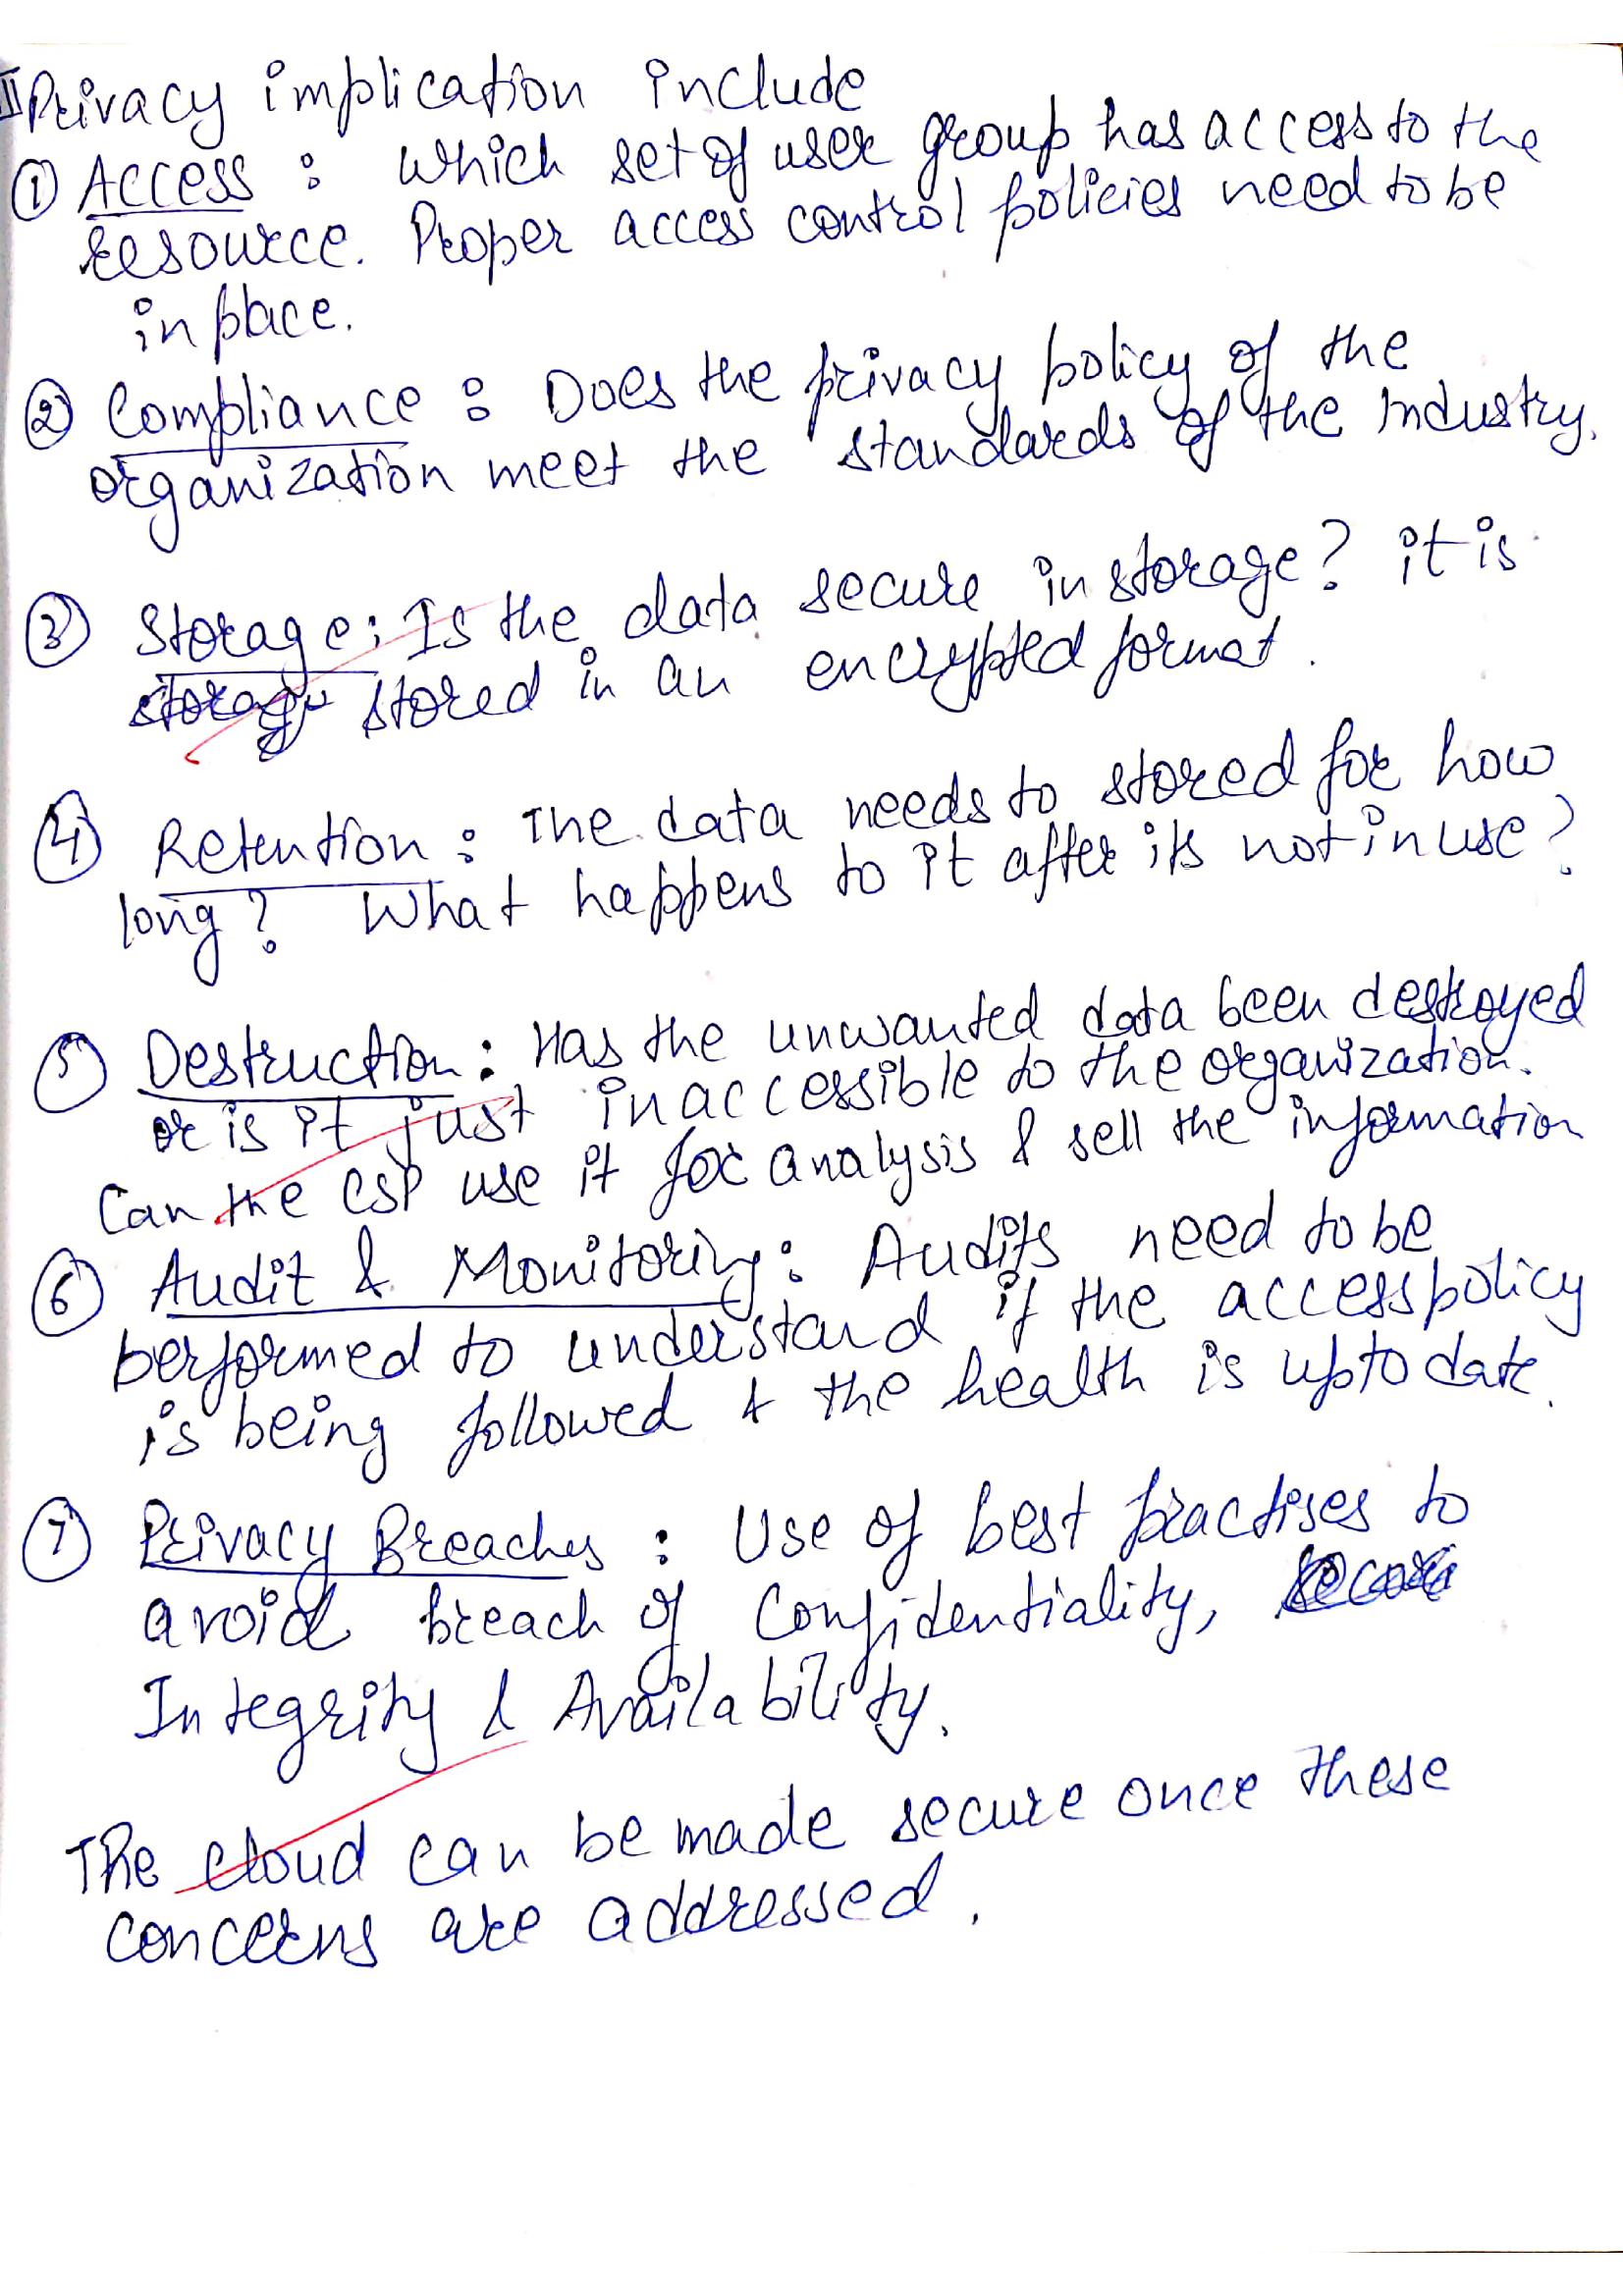 II Privacy implication include
① Access : Which set of user group has access to the
resource. Proper access control policies need to be
in place.
② Compliance : Does the privacy policy of the
organization meet the standards of the Industry.
③ Storage : Is the data secure in storage? it is
storage stored in an encrypted format.
④ Retention : The data needs to stored for how
long? What happens to it after its not in use?
⑤ Destruction : Has the unwanted data been destroyed
or is it just inaccessible to the organization.
Can the CSP use it for analysis & sell the information
⑥ Audit & Monitoring : Audits need to be
performed to understand if the access policy
is being followed & the health is upto date.
⑦ Privacy Breaches : Use of best practises to
avoid breach of Confidentiality,
Integrity & Availability.
The cloud can be made secure once these
concerns are addressed.